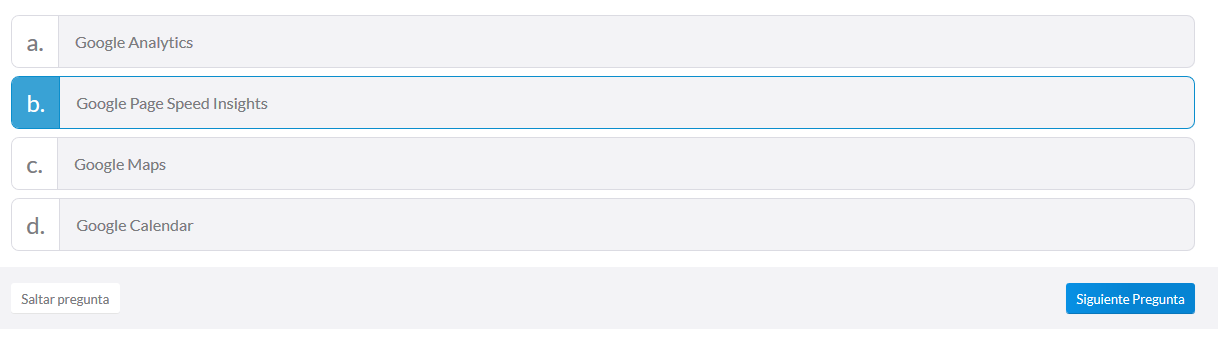 a. Google Analytics
b. Google Page Speed Insights
c. Google Maps
d. Google Calendar
Saltar pregunta Siguiente Pregunta